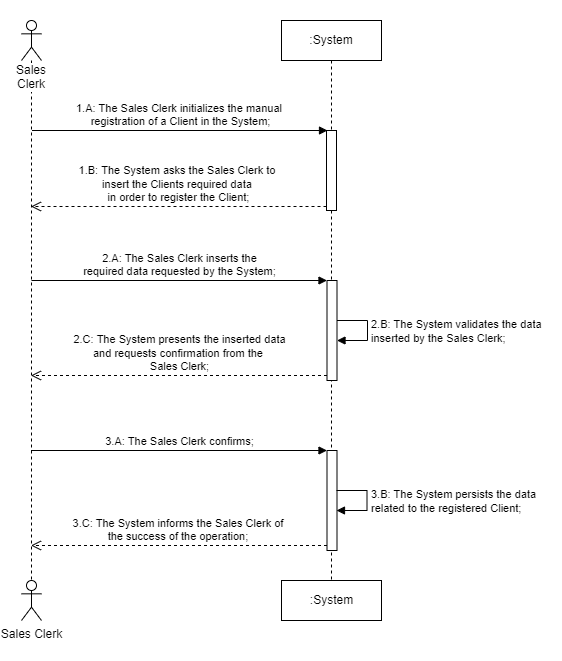 Sales
Clerk
:System
1.A: The Sales Clerk initializes the manual
registration of a Client in the System;
1.B: The System asks the Sales Clerk to
insert the Clients required data
in order to register the Client;
2.A: The Sales Clerk inserts the
required data requested by the System;
2.B: The System validates the data
inserted by the Sales Clerk;
2.C: The System presents the inserted data
and requests confirmation from the
Sales Clerk;
3.A: The Sales Clerk confirms;
3.B: The System persists the data
related to the registered Client;
3.C: The System informs the Sales Clerk of
the success of the operation;
Sales Clerk
:System